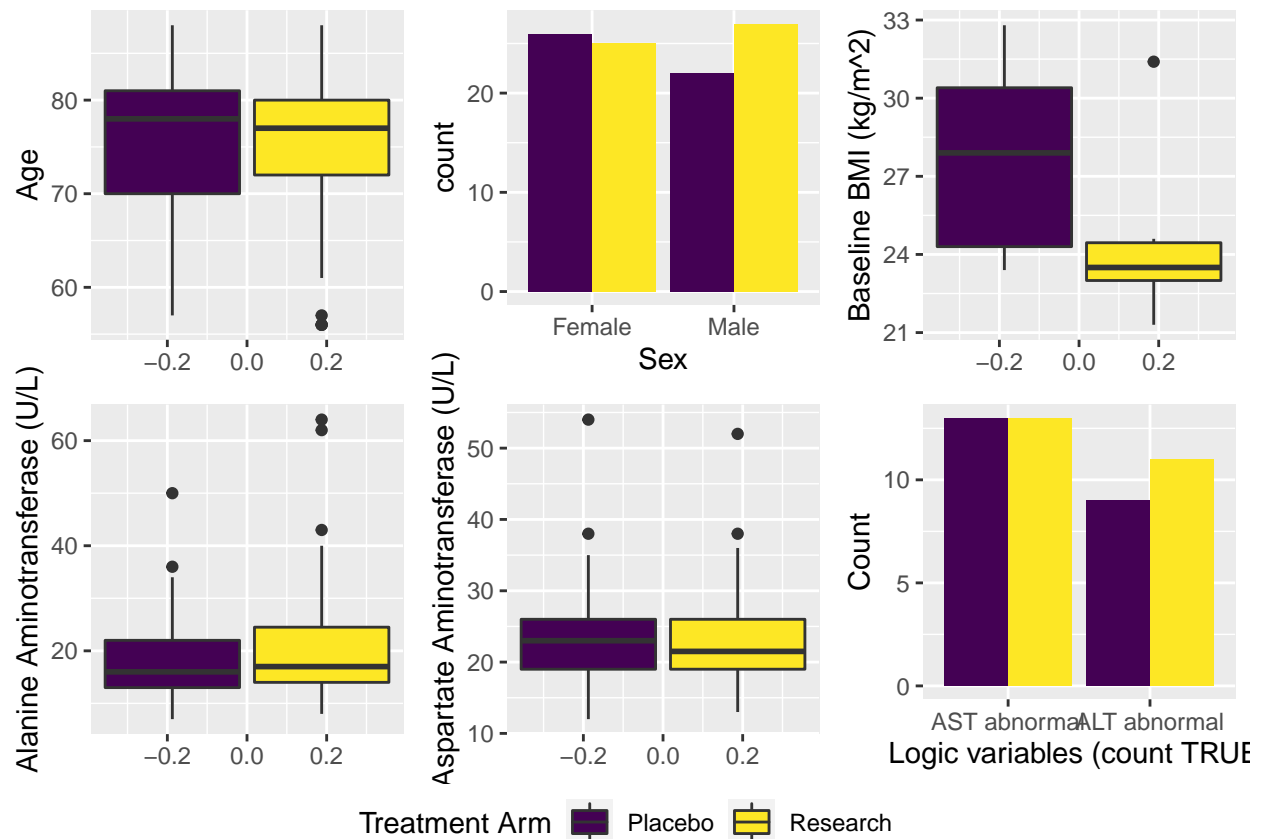 Age
80
70
60
−0.2 0.0 0.2
count
20
10
0
Female Male
Sex
Baseline BMI (kg/m^2)
33
30
27
24
21
−0.2 0.0 0.2
Alanine Aminotransferase (U/L)
60
40
20
−0.2 0.0 0.2
Aspartate Aminotransferase (U/L)
50
40
30
20
10
−0.2 0.0 0.2
Count
10
5
0
AST abnormal ALT abnormal
Logic variables (count TRUE
Treatment Arm Placebo Research